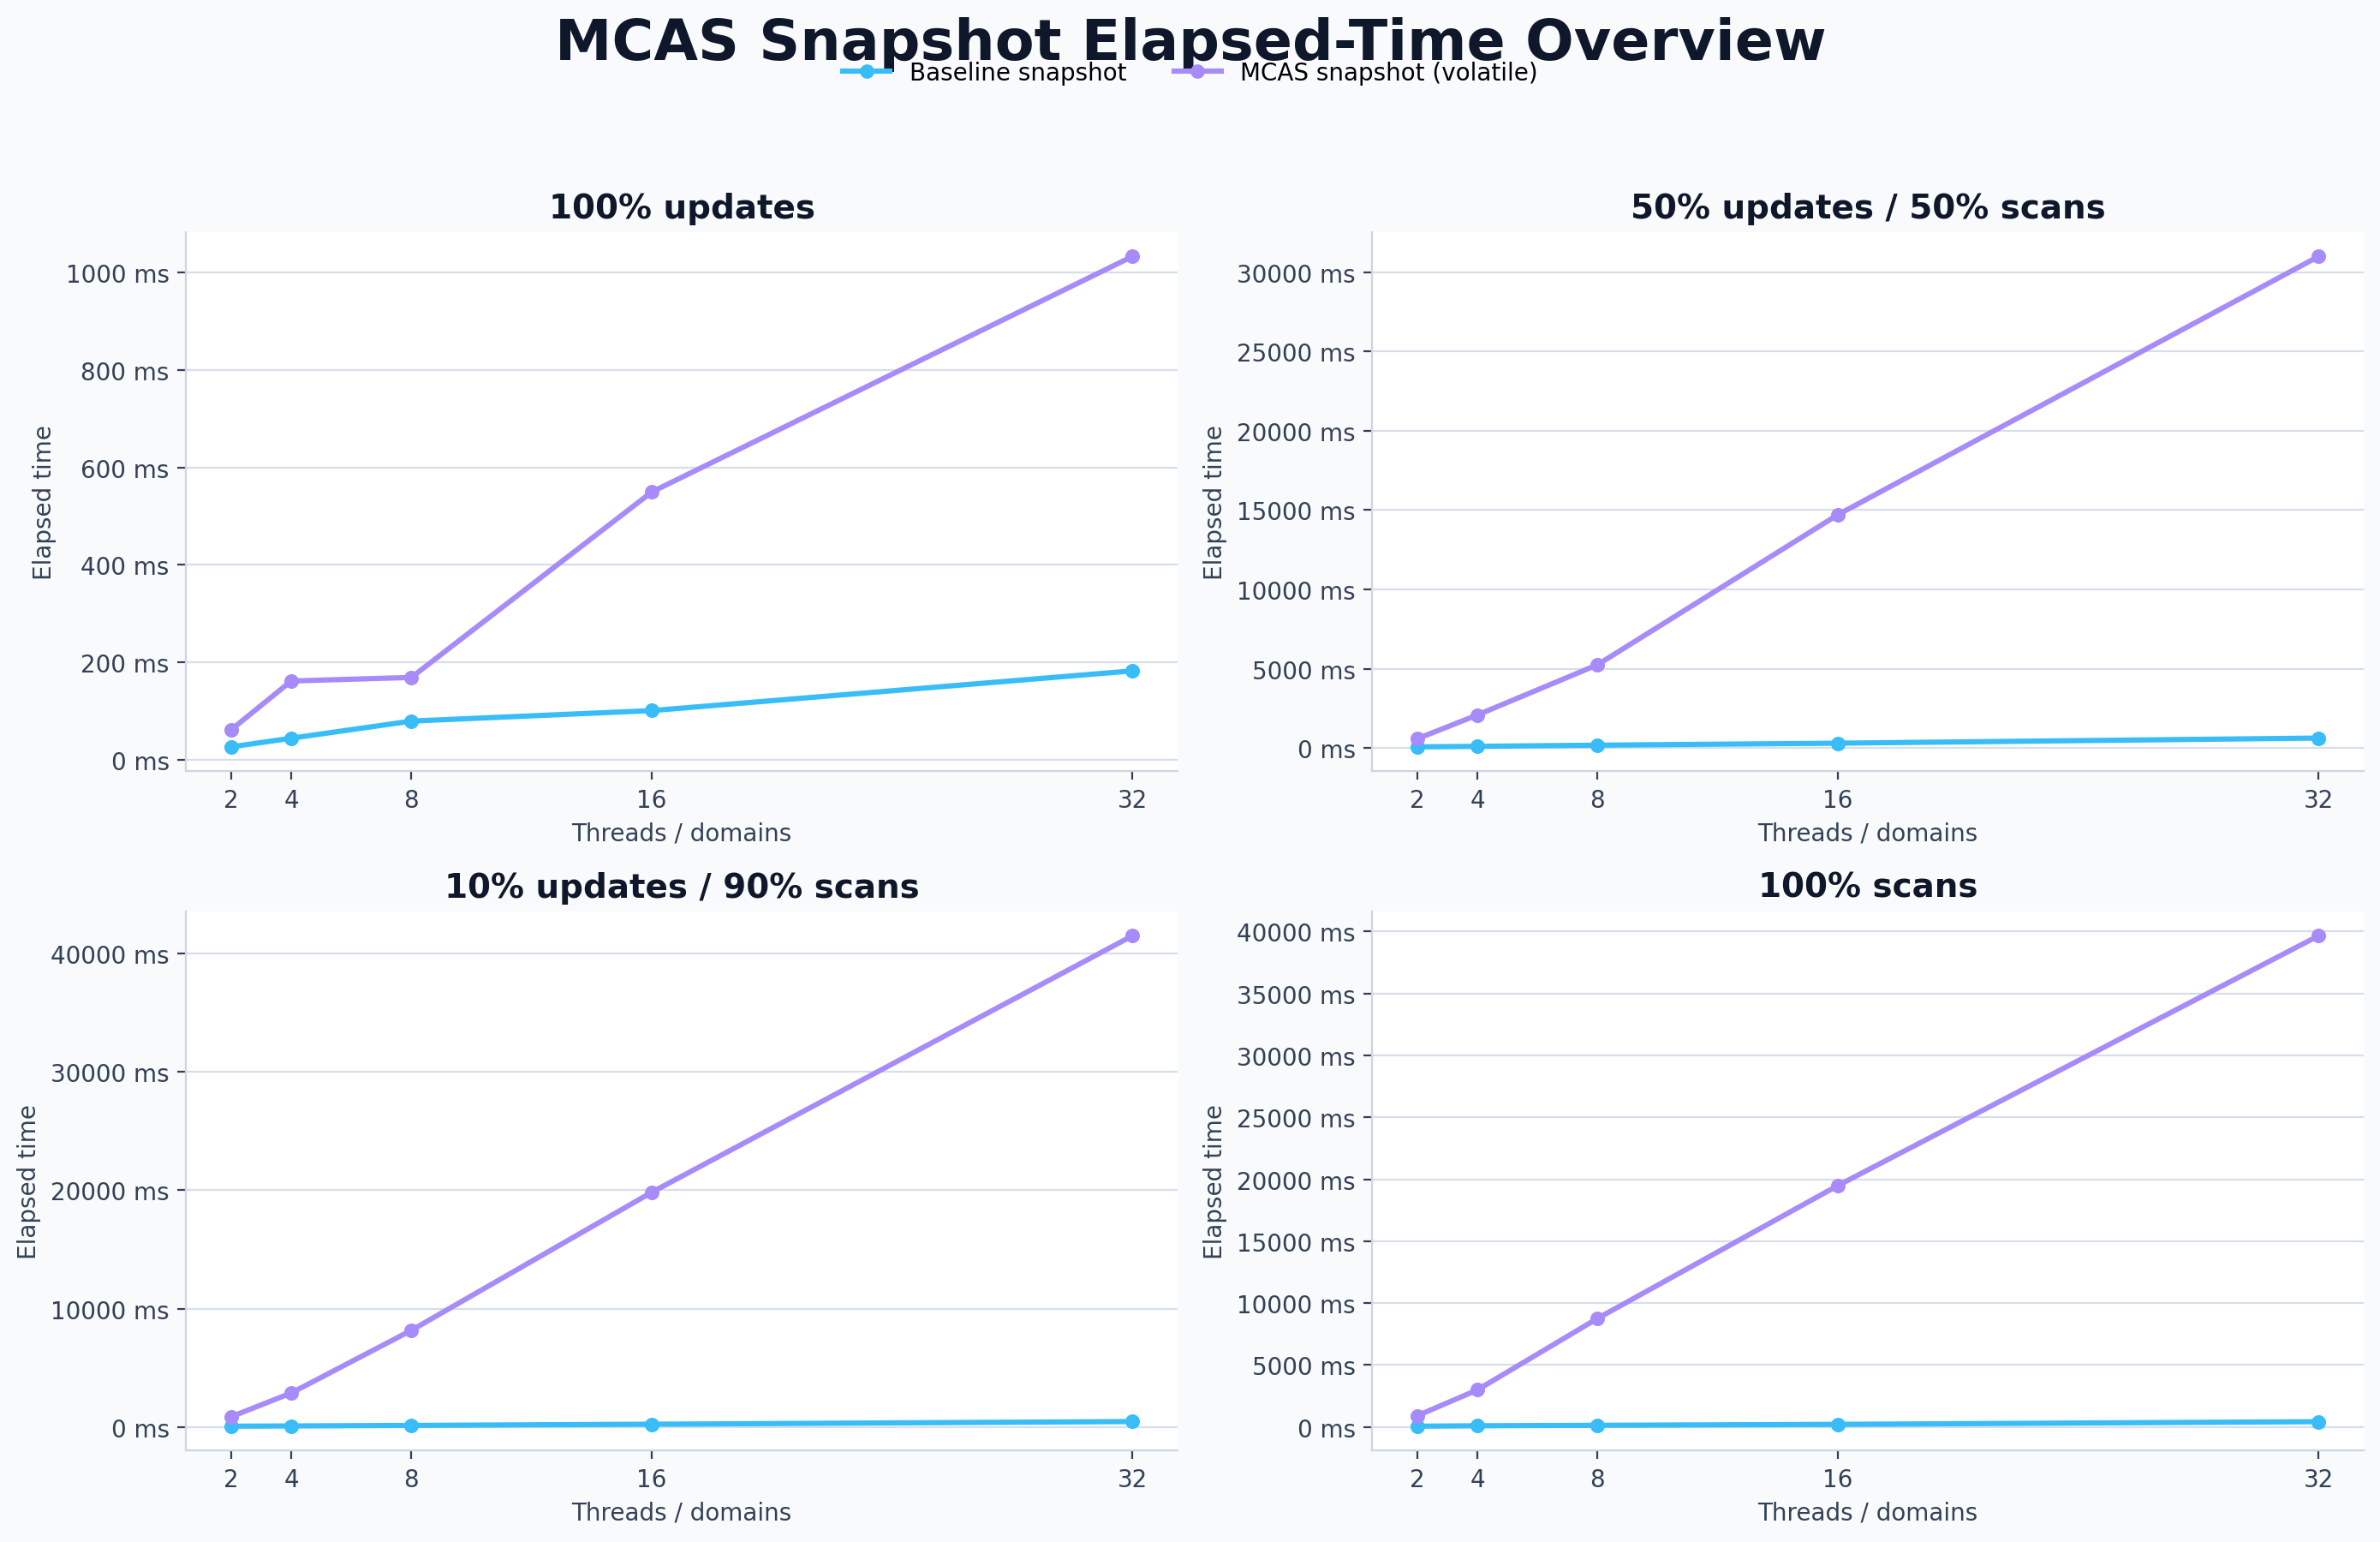 MCAS Snapshot Elapsed-Time Overview
Baseline snapshot
MCAS snapshot (volatile)
100% updates
1000 ms
800 ms
600 ms
400 ms
200 ms
0 ms
Elapsed time
2 4 8 16 32
Threads / domains
50% updates / 50% scans
30000 ms
25000 ms
20000 ms
15000 ms
10000 ms
5000 ms
0 ms
Elapsed time
2 4 8 16 32
Threads / domains
10% updates / 90% scans
40000 ms
30000 ms
20000 ms
10000 ms
0 ms
Elapsed time
2 4 8 16 32
Threads / domains
100% scans
40000 ms
35000 ms
30000 ms
25000 ms
20000 ms
15000 ms
10000 ms
5000 ms
0 ms
Elapsed time
2 4 8 16 32
Threads / domains